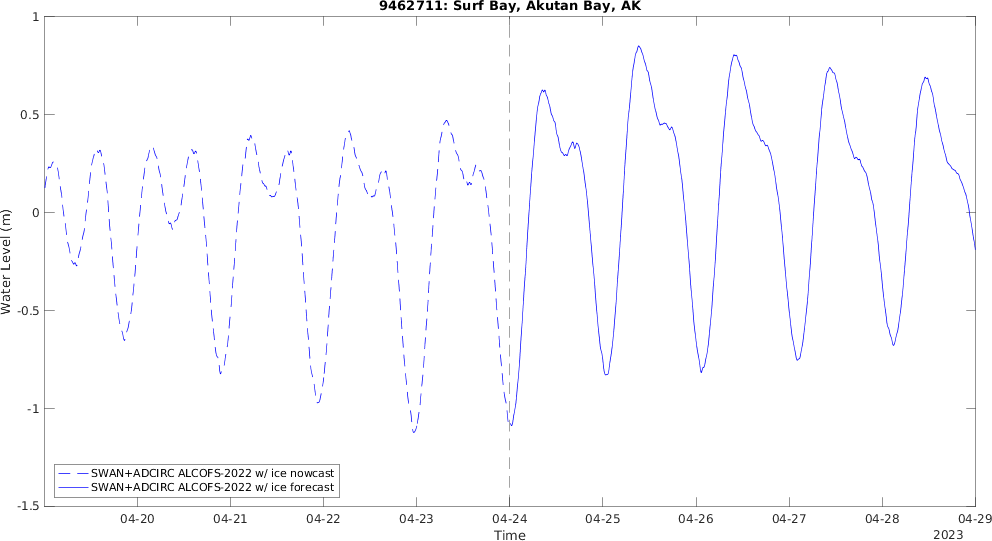 9462711: Surf Bay, Akutan Bay, AK
1
0.5
0
-0.5
-1
-1.5
Water Level (m)
SWAN+ADCIRC ALCOFS-2022 w/ ice nowcast
SWAN+ADCIRC ALCOFS-2022 w/ ice forecast
04-20 04-21 04-22 04-23 04-24 04-25 04-26 04-27 04-28 04-29
Time
2023